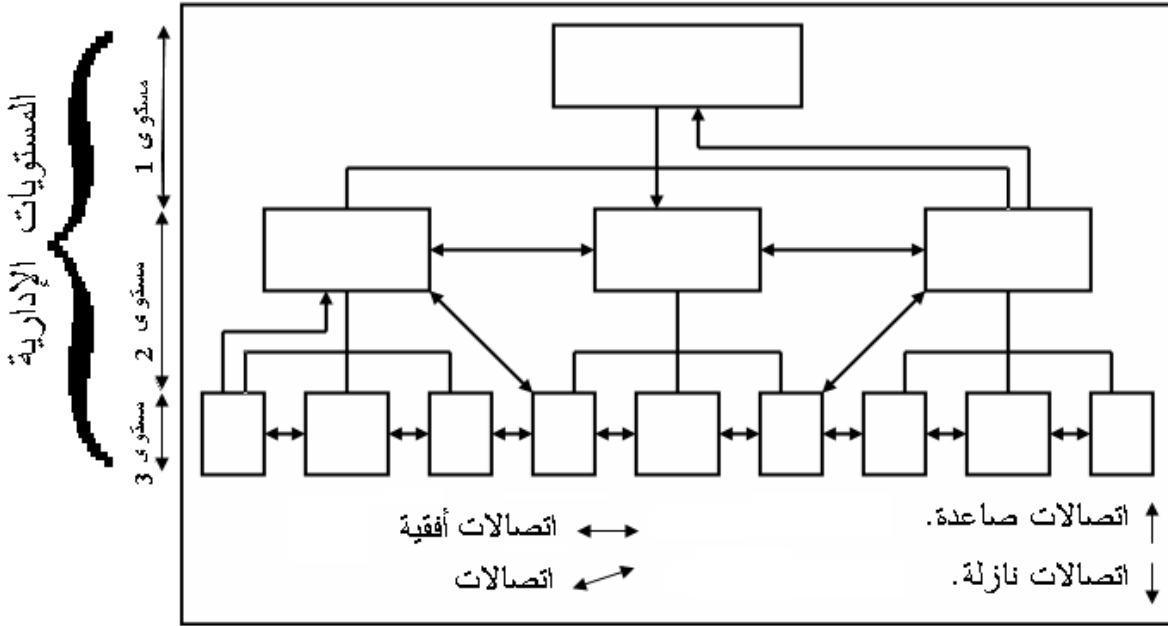 المستويات الإدارية
مستوى 1
مستوى 2
مستوى 3
اتصالات صاعدة.
اتصالات أفقية
اتصالات نازلة.
اتصالات